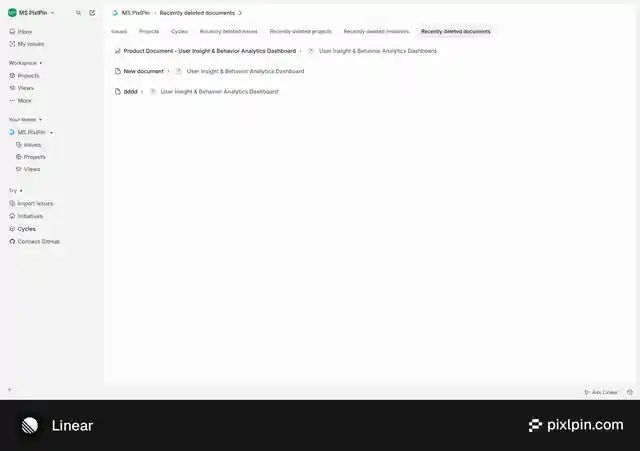 MS PixlPin
Inbox
My issues
Workspace
Projects
Views
More
Your teams
MS PixlPin
Issues
Projects
Views
Try
Import issues
Initiatives
Cycles
Connect GitHub
MS PixlPin › Recently deleted documents
Issues Projects Cycles Recently deleted issues Recently deleted projects Recently deleted initiatives Recently deleted documents
Product Document - User Insight & Behavior Analytics Dashboard › User Insight & Behavior Analytics Dashboard
New document › User Insight & Behavior Analytics Dashboard
dddd › User Insight & Behavior Analytics Dashboard
Ask Linear
Linear
pixlpin.com